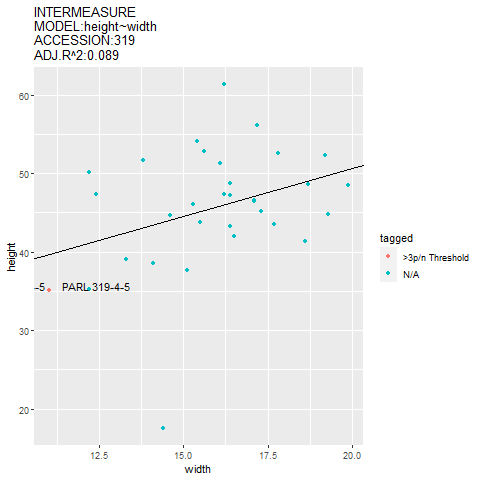 INTERMEASURE
MODEL:height~width
ACCESSION:319
ADJ.R^2:0.089
60
50
40
30
20
height
-5
PARL-319-4-5
12.5
15.0
17.5
20.0
width
tagged
>3p/n Threshold
N/A